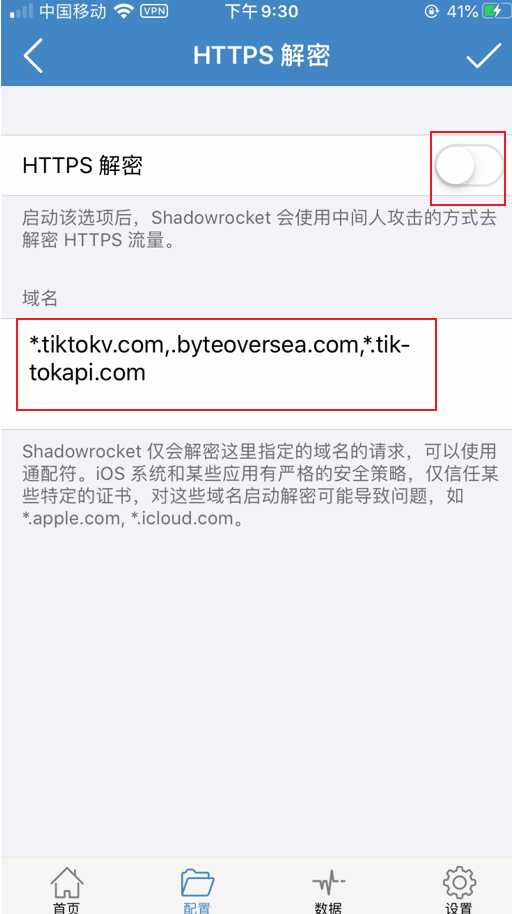 中国移动 VPN 下午9:30 41%
HTTPS 解密
HTTPS 解密
启动该选项后，Shadowrocket 会使用中间人攻击的方式去
解密 HTTPS 流量。
域名
*.tiktokv.com,.byteoversea.com,*.tik-
tokapi.com
Shadowrocket 仅会解密这里指定的域名的请求，可以使用
通配符。iOS 系统和某些应用有严格的安全策略，仅信任某
些特定的证书，对这些域名启动解密可能导致问题，如
*.apple.com, *.icloud.com。
首页 配置 数据 设置